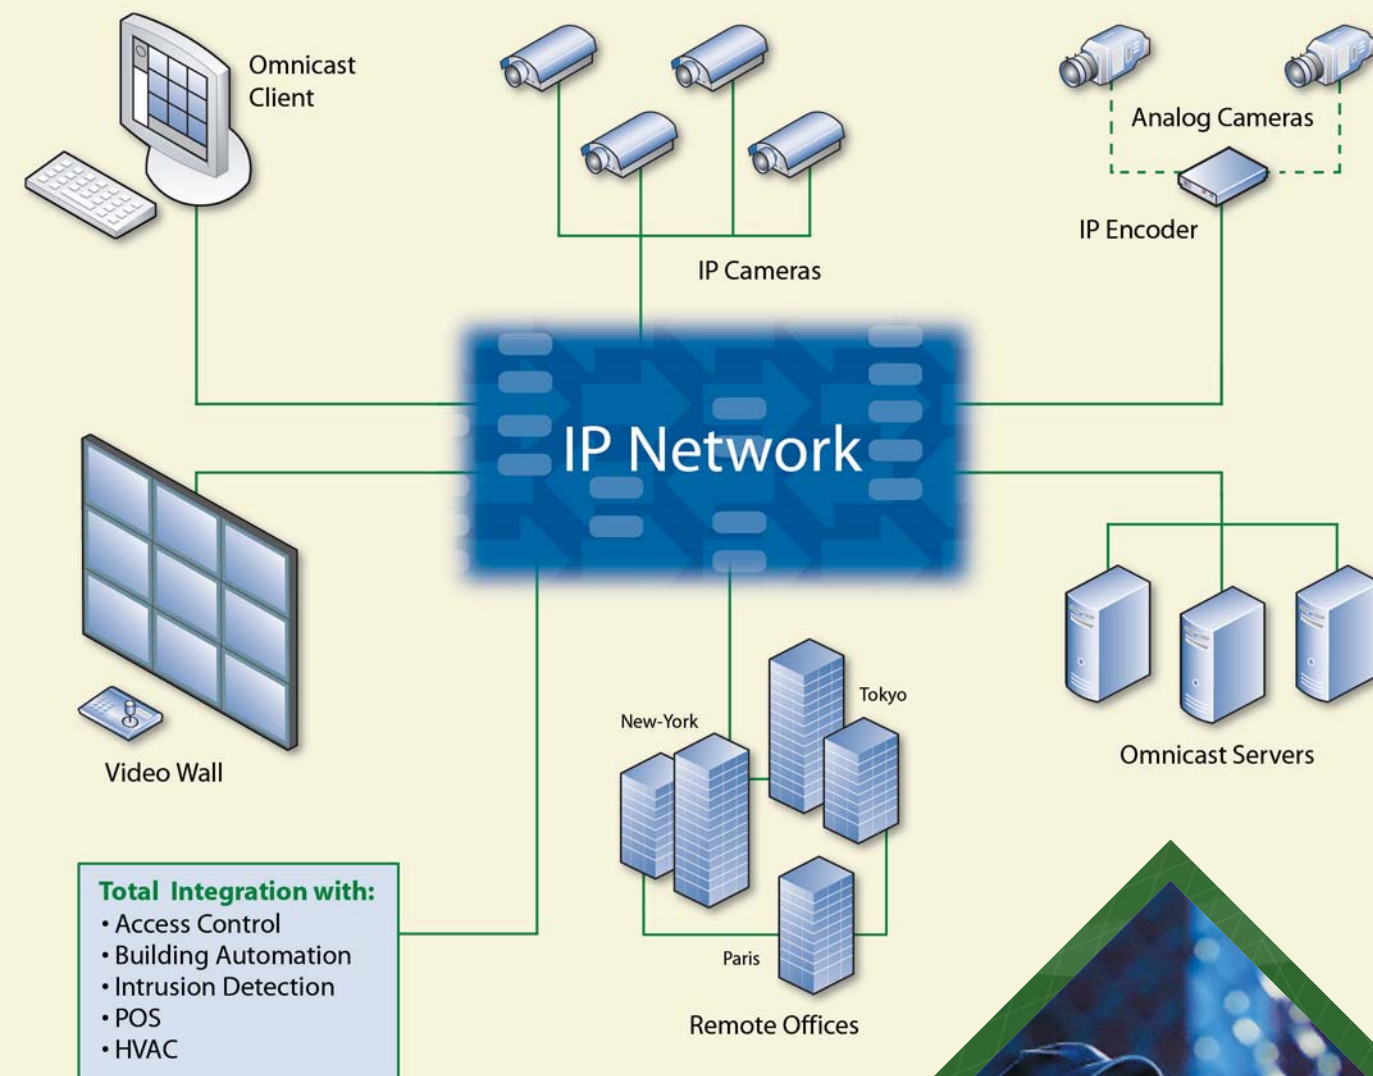 Omnicast
Client
Analog Cameras
IP Encoder
IP Cameras
IP Network
Tokyo
New-York
Omnicast Servers
Video Wall
Total Integration with:
• Access Control
• Building Automation
• Intrusion Detection
• POS
• HVAC
Paris
Remote Offices